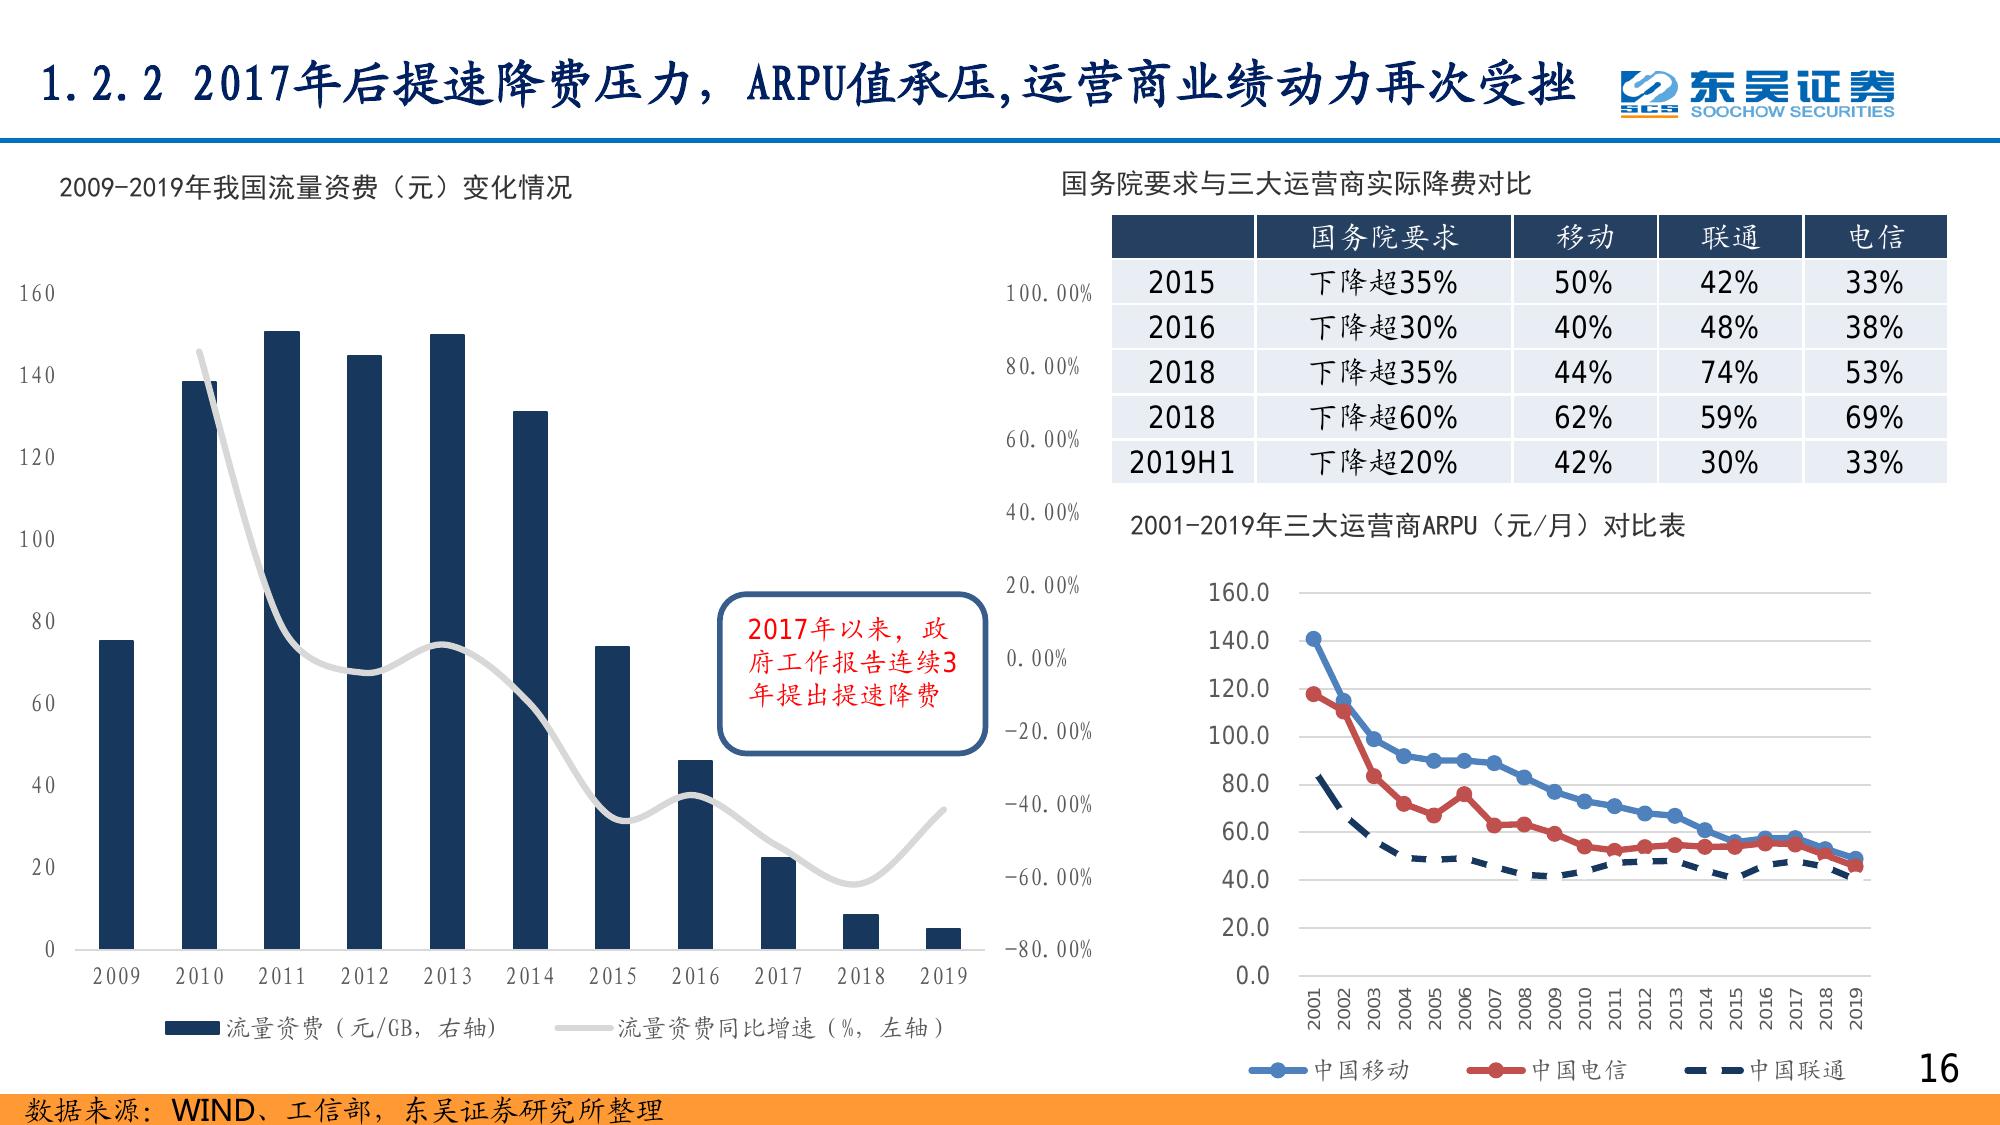 1.2.2 2017年后提速降费压力，ARPU值承压,运营商业绩动力再次受挫
SCS
东吴证券
SOOCHOW SECURITIES
2009-2019年我国流量资费（元）变化情况
160
140
120
100
80
60
40
20
0
100.00%
80.00%
60.00%
40.00%
20.00%
0.00%
-20.00%
-40.00%
-60.00%
-80.00%
2017年以来，政
府工作报告连续3
年提出提速降费
2009 2010 2011 2012 2013 2014 2015 2016 2017 2018 2019
流量资费（元/GB，右轴） 流量资费同比增速（%，左轴）
国务院要求与三大运营商实际降费对比
国务院要求 移动 联通 电信
2015 下降超35% 50% 42% 33%
2016 下降超30% 40% 48% 38%
2018 下降超35% 44% 74% 53%
2018 下降超60% 62% 59% 69%
2019H1 下降超20% 42% 30% 33%
2001-2019年三大运营商ARPU（元/月）对比表
160.0
140.0
120.0
100.0
80.0
60.0
40.0
20.0
0.0
2001 2002 2003 2004 2005 2006 2007 2008 2009 2010 2011 2012 2013 2014 2015 2016 2017 2018 2019
中国移动 中国电信 中国联通
16
数据来源：WIND、工信部，东吴证券研究所整理